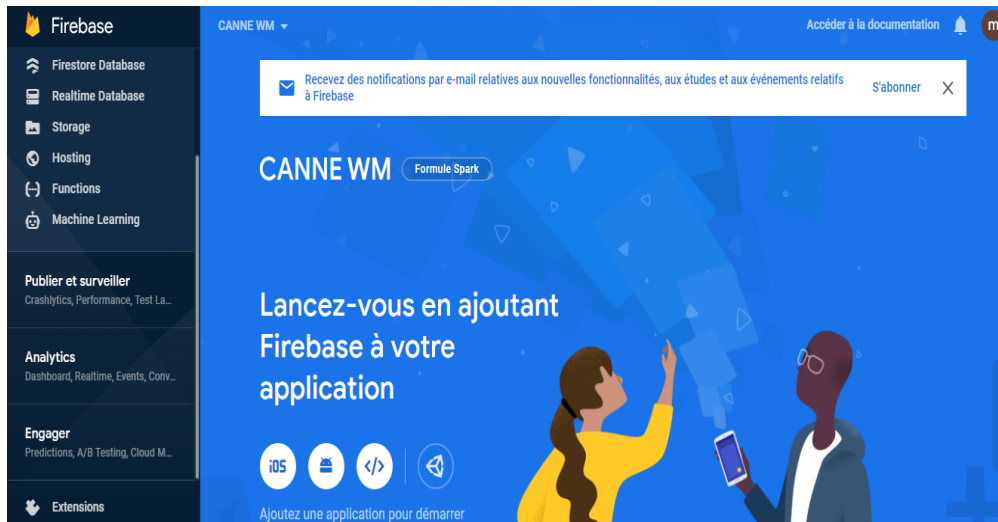 Firebase
CANNE WM
Accéder à la documentation
m
Firestore Database
Realtime Database
Storage
Hosting
Functions
Machine Learning
Publier et surveiller
Crashlytics, Performance, Test La...
Analytics
Dashboard, Realtime, Events, Conv...
Engager
Predictions, A/B Testing, Cloud M...
Extensions
Recevez des notifications par e-mail relatives aux nouvelles fonctionnalités, aux études et aux événements relatifs
à Firebase
S'abonner
CANNE WM
Formule Spark
Lancez-vous en ajoutant
Firebase à votre
application
iOS
</>
Ajoutez une application pour démarrer